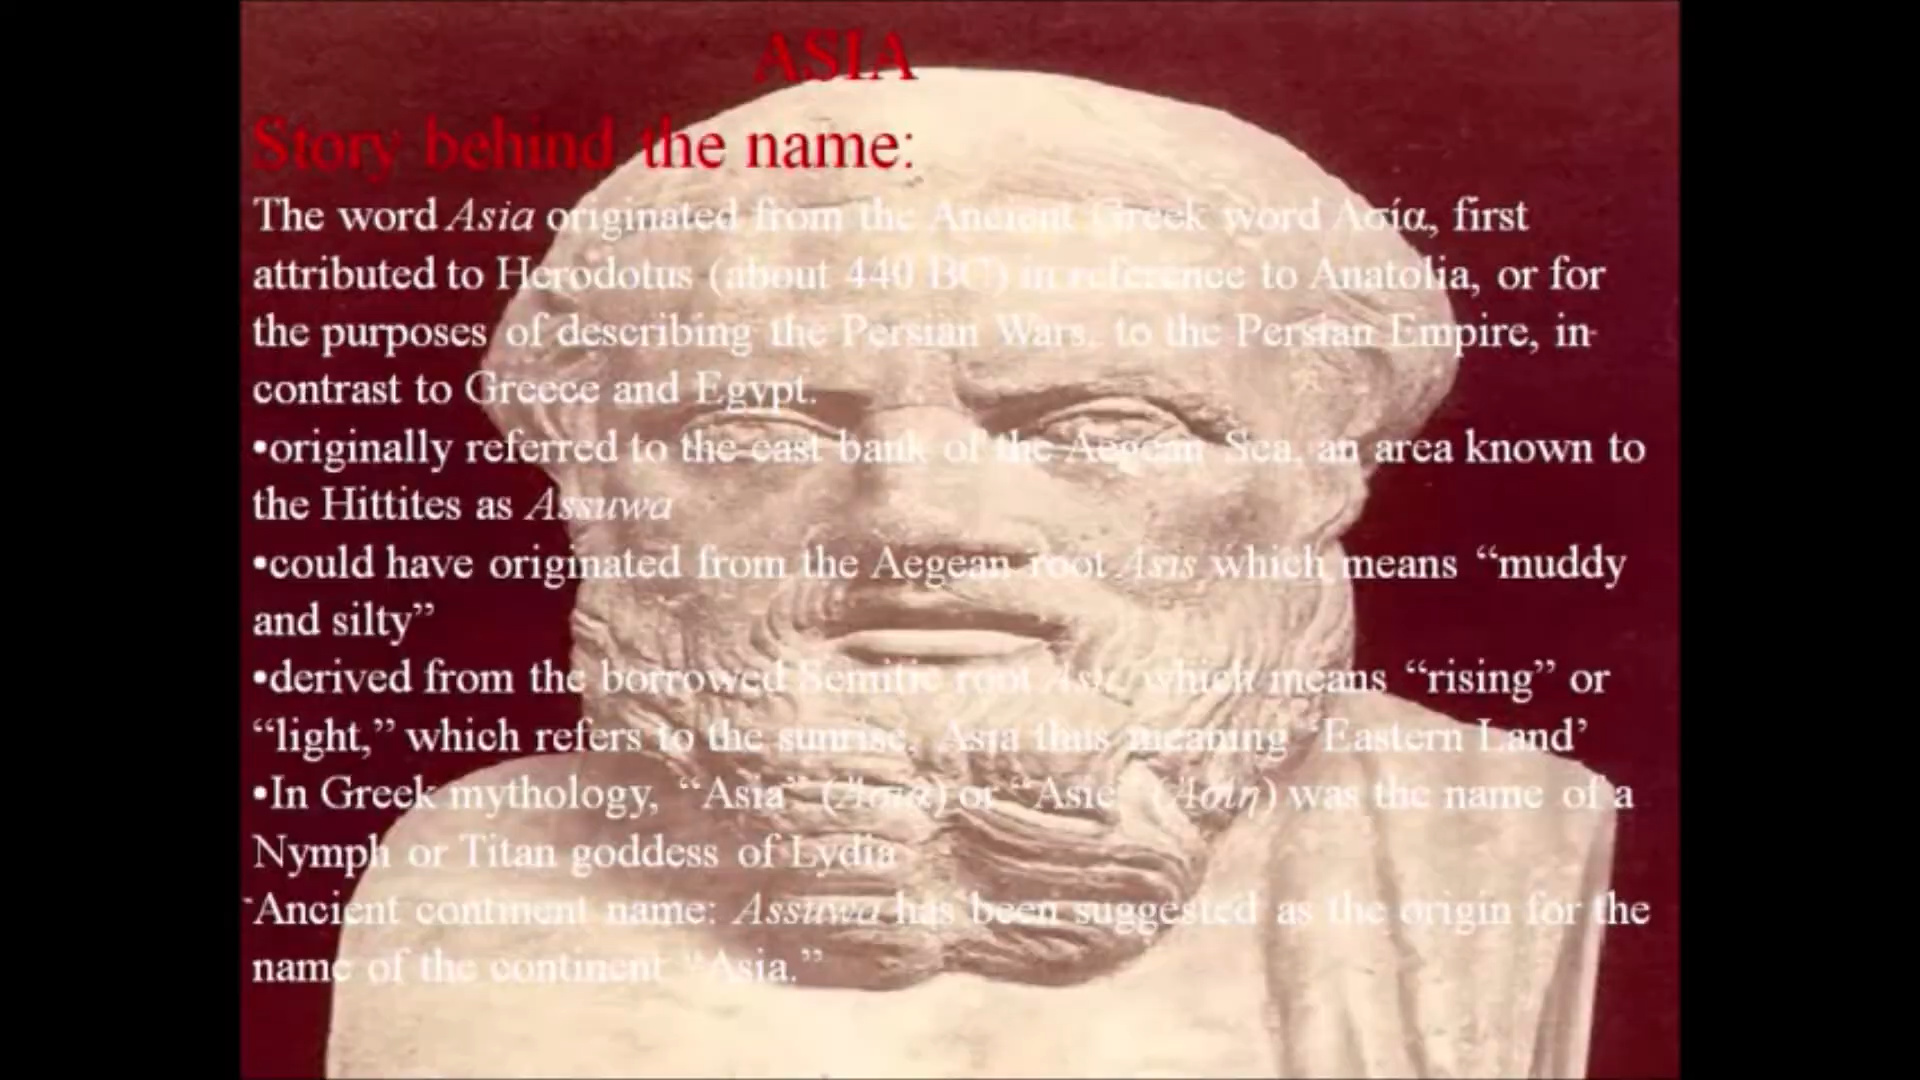 ASIA
Story behind the name:
The word Asia originated from the Ancient Greek word Ασία, first
attributed to Herodotus (about 440 BC) in reference to Anatolia, or for
the purposes of describing the Persian Wars, to the Persian Empire, in
contrast to Greece and Egypt.
•originally referred to the east bank of the Aegean Sea, an area known to
the Hittites as Assuwa
•could have originated from the Aegean root Asis which means “muddy
and silty”
•derived from the borrowed Semitic root which means “rising” or
“light,” which refers to the sunrise, Asia thus meaning ‘Eastern Land’
•In Greek mythology, “Asia” (Ἀσία) or “Asie” (Ἀσίη) was the name of a
Nymph or Titan goddess of Lydia
Ancient continent name: Assuwa has been suggested as the origin for the
name of the continent “Asia.”